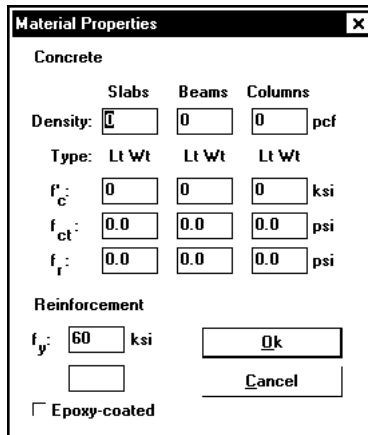 Material Properties
Concrete
Slabs Beams Columns
Density: 0 0 0 pcf
Type: Lt Wt Lt Wt Lt Wt
f'c: 0 0 0 ksi
fct: 0.0 0.0 0.0 psi
fr: 0.0 0.0 0.0 psi
Reinforcement
fy: 60 ksi
Ok
Cancel
Epoxy-coated